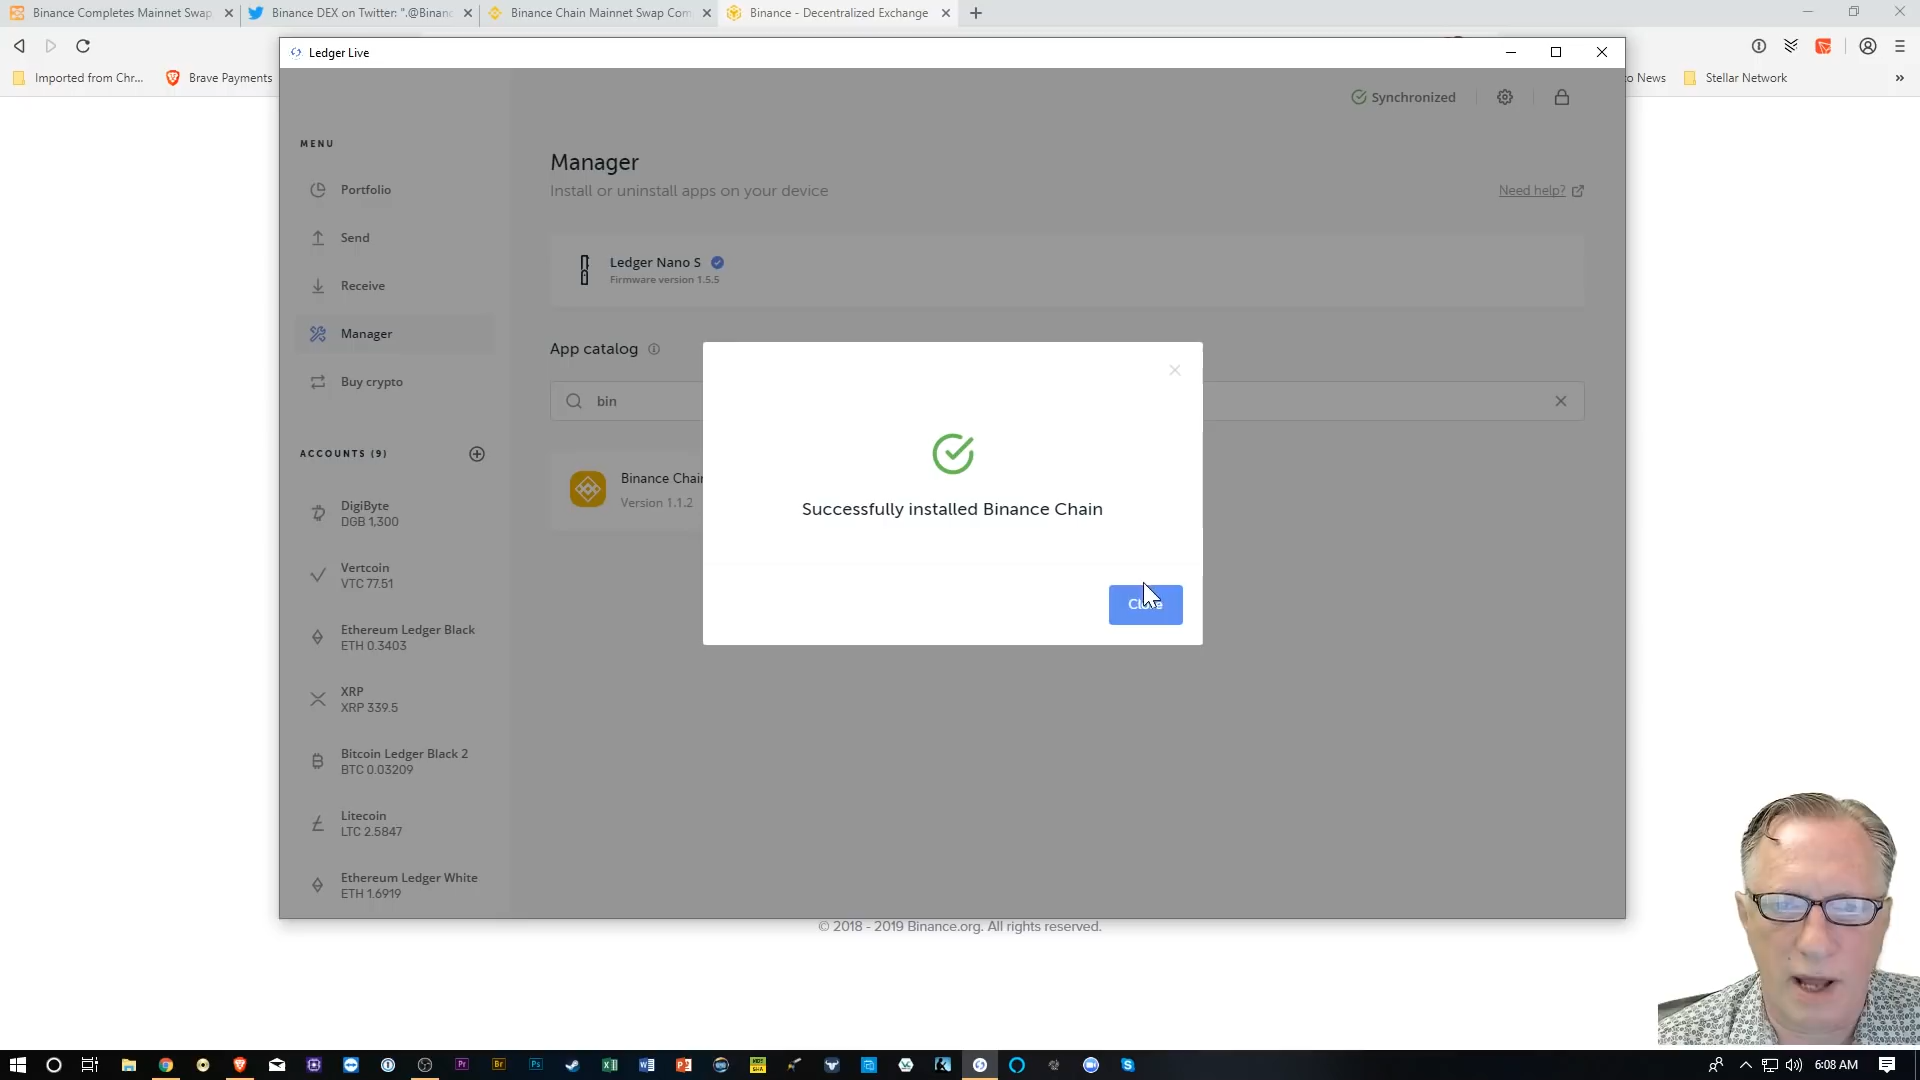 Binance Completes Mainnet Swap
Binance DEX on Twitter: ".@Binanc
Binance Chain Mainnet Swap Com
Binance - Decentralized Exchange
Imported from Chr...
Brave Payments
Ledger Live
to News
Stellar Network
Synchronized
MENU
Portfolio
Send
Receive
Manager
Buy crypto
ACCOUNTS (9)
DigiByte
DGB 1,300
Vertcoin
VTC 77.51
Ethereum Ledger Black
ETH 0.3403
XRP
XRP 339.5
Bitcoin Ledger Black 2
BTC 0.03209
Litecoin
LTC 2.5847
Ethereum Ledger White
ETH 1.6919
Manager
Install or uninstall apps on your device
Need help?
Ledger Nano S
Firmware version 1.5.5
App catalog
bin
Binance Chain
Version 1.1.2
Successfully installed Binance Chain
Close
© 2018 - 2019 Binance.org. All rights reserved.
6:08 AM